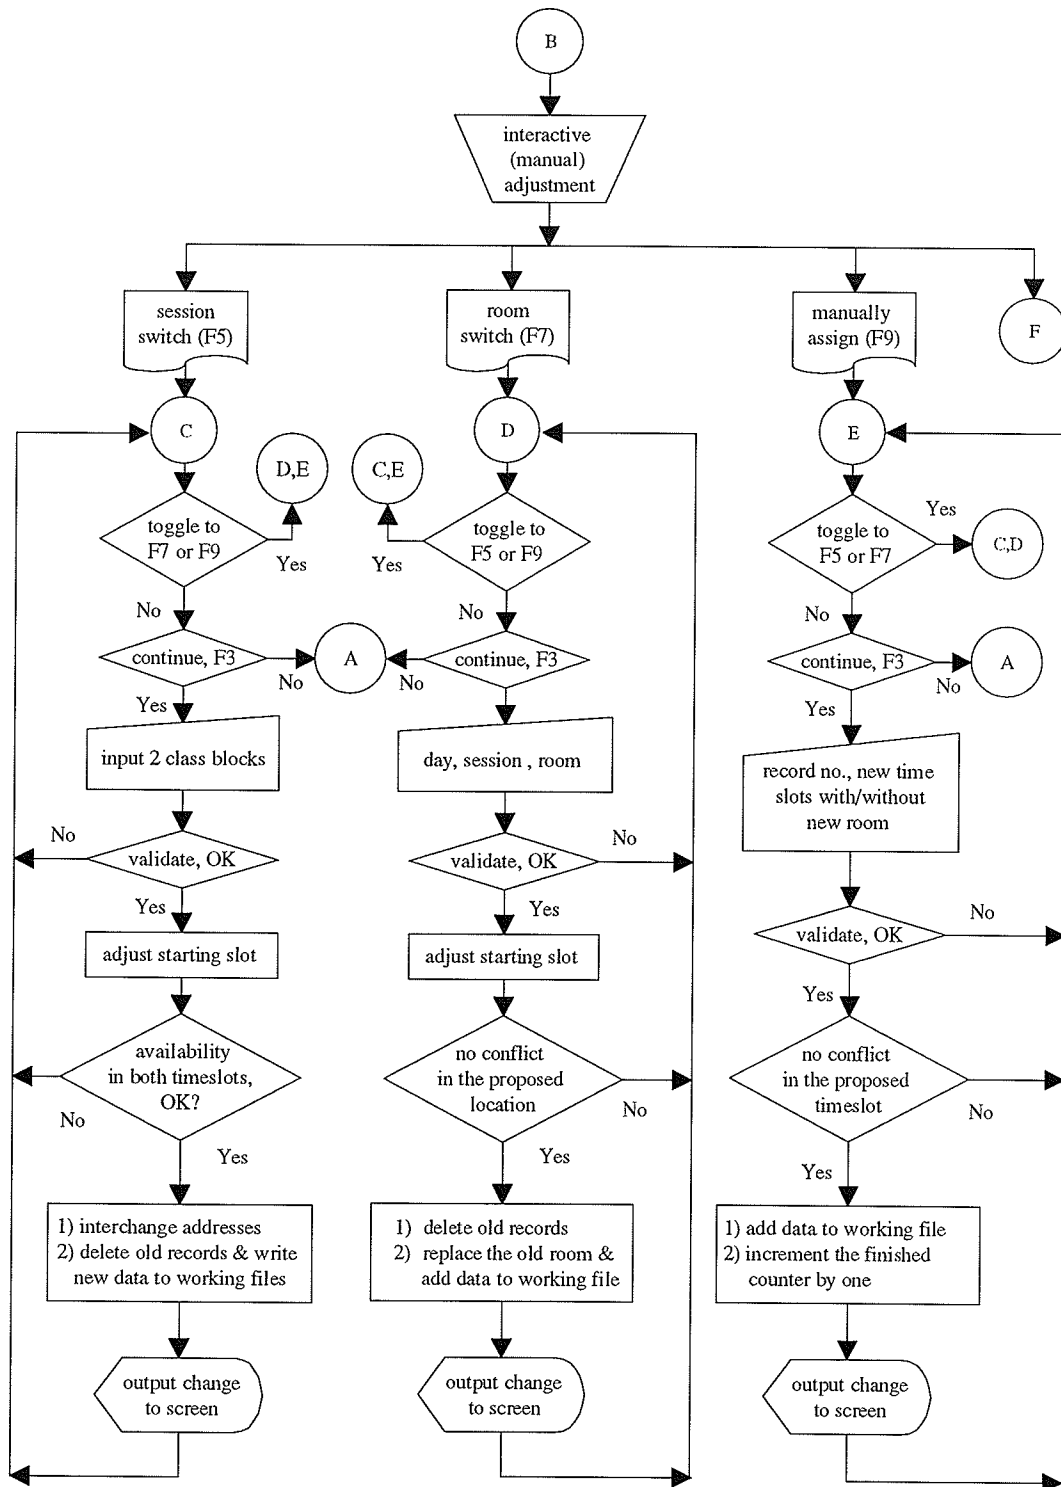 B
interactive
(manual)
adjustment
session
switch (F5)
room
switch (F7)
manually
assign (F9)
F
C
D
E
D,E
C,E
toggle to
F7 or F9
Yes
No
toggle to
F5 or F9
Yes
No
toggle to
F5 or F7
Yes
C,D
No
continue, F3
No
Yes
A
continue, F3
No
continue, F3
No
Yes
A
input 2 class blocks
day, session , room
record no., new time
slots with/without
new room
validate, OK
No
Yes
validate, OK
No
Yes
validate, OK
No
Yes
adjust starting slot
adjust starting slot
availability
in both timeslots,
OK?
No
Yes
no conflict
in the proposed
location
No
Yes
no conflict
in the proposed
timeslot
No
Yes
1) interchange addresses
2) delete old records & write
new data to working files
1) delete old records
2) replace the old room &
add data to working file
1) add data to working file
2) increment the finished
counter by one
output change
to screen
output change
to screen
output change
to screen